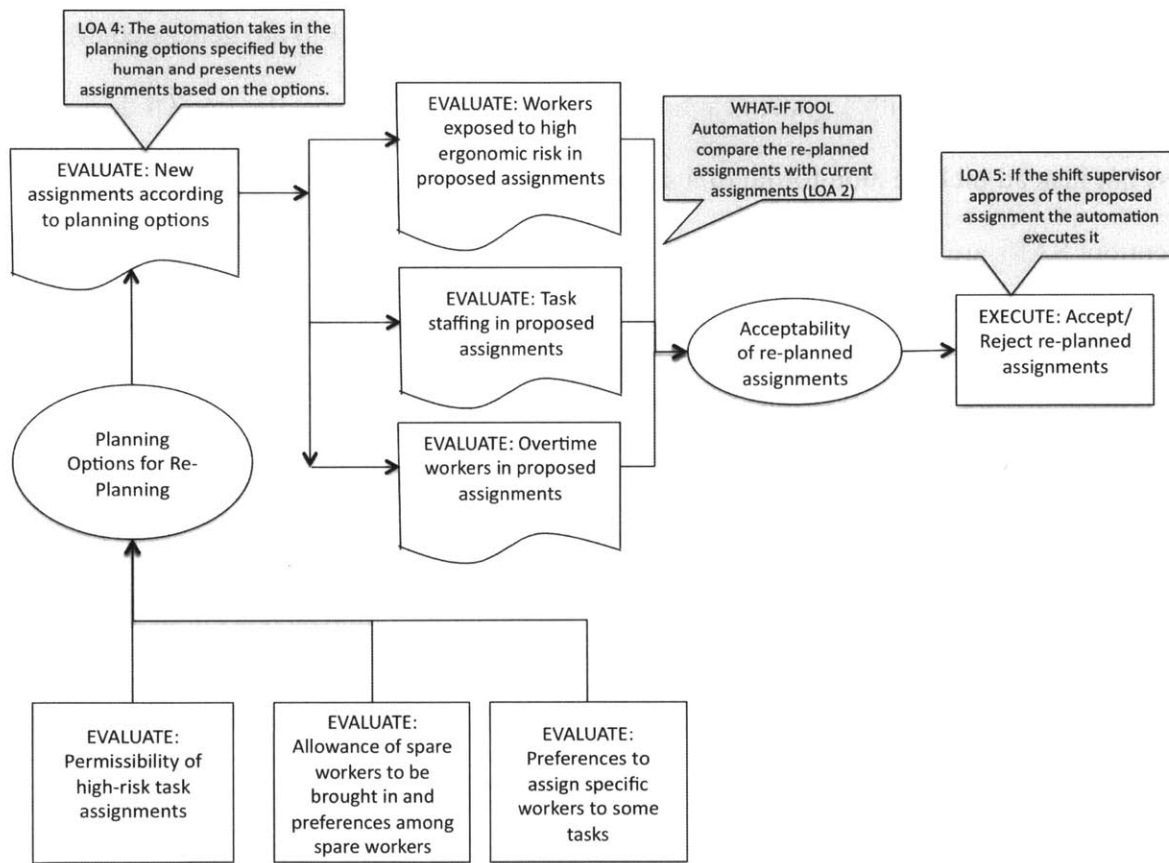 LOA 4: The automation takes in the
planning options specified by the
human and presents new
assignments based on the options.
EVALUATE: New
assignments according
to planning options
EVALUATE: Workers
exposed to high
ergonomic risk in
proposed assignments
WHAT-IF TOOL
Automation helps human
compare the re-planned
assignments with current
assignments (LOA 2)
LOA 5: If the shift supervisor
approves of the proposed
assignment the automation
executes it
EVALUATE: Task
staffing in proposed
assignments
Acceptability
of re-planned
assignments
EXECUTE: Accept/
Reject re-planned
assignments
EVALUATE: Overtime
workers in proposed
assignments
Planning
Options for Re-
Planning
EVALUATE:
Permissibility of
high-risk task
assignments
EVALUATE:
Allowance of spare
workers to be
brought in and
preferences among
spare workers
EVALUATE:
Preferences to
assign specific
workers to some
tasks